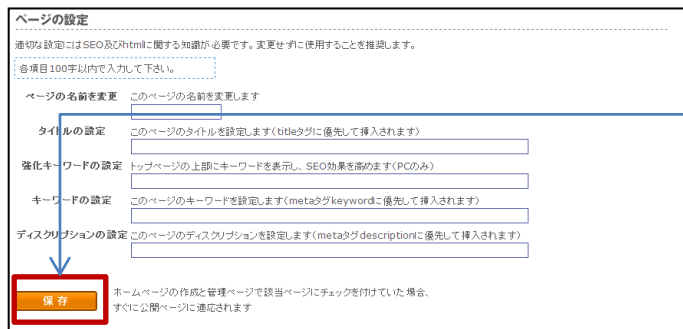 ページの設定
適切な設定にはSEO及びhtmlに関する知識が必要です。変更せずに使用することを推奨します。
各項目100字以内で入力して下さい。
ページの名前を変更 このページの名前を変更します
タイトルの設定 このページのタイトルを設定します(titleタグに優先して挿入されます)
強化キーワードの設定 トップページの上部にキーワードを表示し、SEO効果を高めます(PCのみ)
キーワードの設定 このページのキーワードを設定します(metaタグkeywordに優先して挿入されます)
ディスクリプションの設定 このページのディスクリプションを設定します(metaタグdescriptionに優先して挿入されます)
保存 ホームページの作成と管理ページで該当ページにチェックを付けていた場合、
すぐに公開ページに適応されます